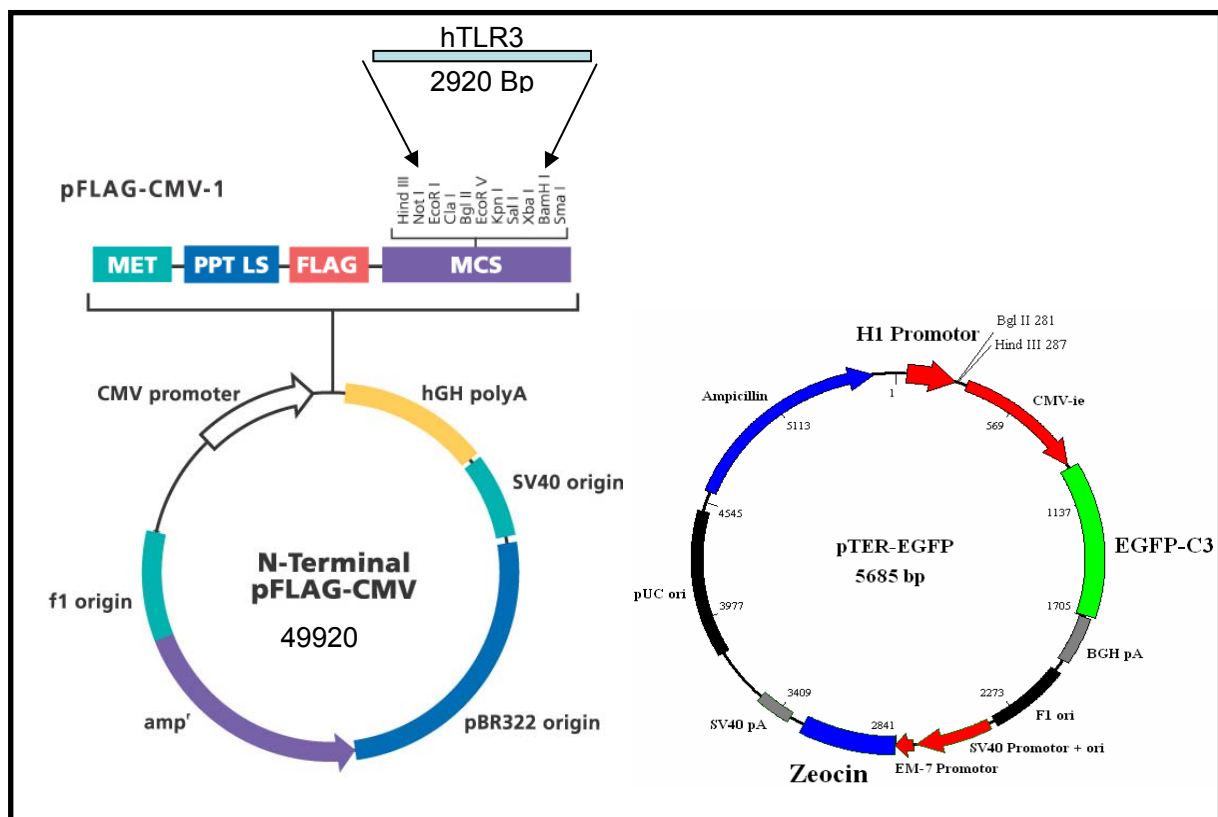 hTLR3
2920 Bp
pFLAG-CMV-1
Hind III
Not I
EcoR I
Cla I
Bgl II
EcoR V
Kpn I
Sal I
Xba I
BamH I
Sma I
MET
PPT LS
FLAG
MCS
CMV promoter
hGH polyA
SV40 origin
N-Terminal
pFLAG-CMV
49920
f1 origin
ampʳ
pBR322 origin
H1 Promotor
Bgl II 281
Hind III 287
Ampicillin
1
CMV-ie
5113
569
4545
1137
pTER-EGFP
5685 bp
EGFP-C3
pUC ori
3977
1705
BGH pA
3409
2273
F1 ori
SV40 pA
2841
SV40 Promotor + ori
EM-7 Promotor
Zeocin